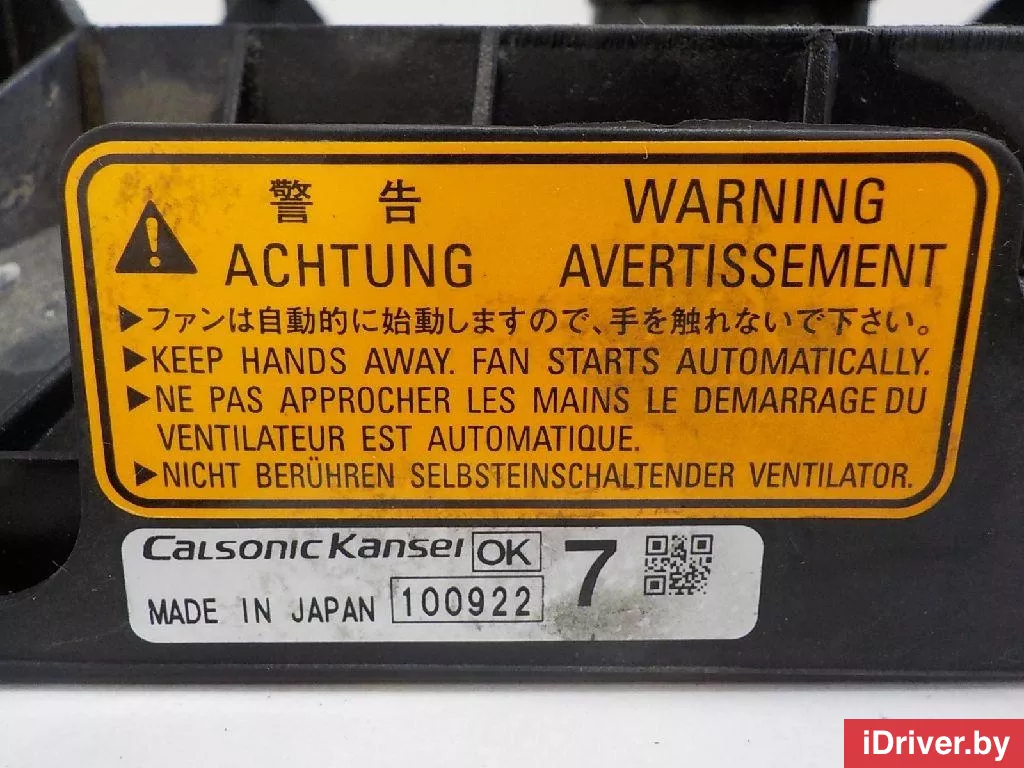 警 告 WARNING
ACHTUNG AVERTISSEMENT
▶ファンは自動的に始動しますので、手を触れないで下さい。
▶KEEP HANDS AWAY. FAN STARTS AUTOMATICALLY.
▶NE PAS APPROCHER LES MAINS LE DEMARRAGE DU
VENTILATEUR EST AUTOMATIQUE.
▶NICHT BERÜHREN SELBSTEINSCHALTENDER VENTILATOR.
CALSONIC KANSEI OK 7
MADE IN JAPAN 100922
iDriver.by